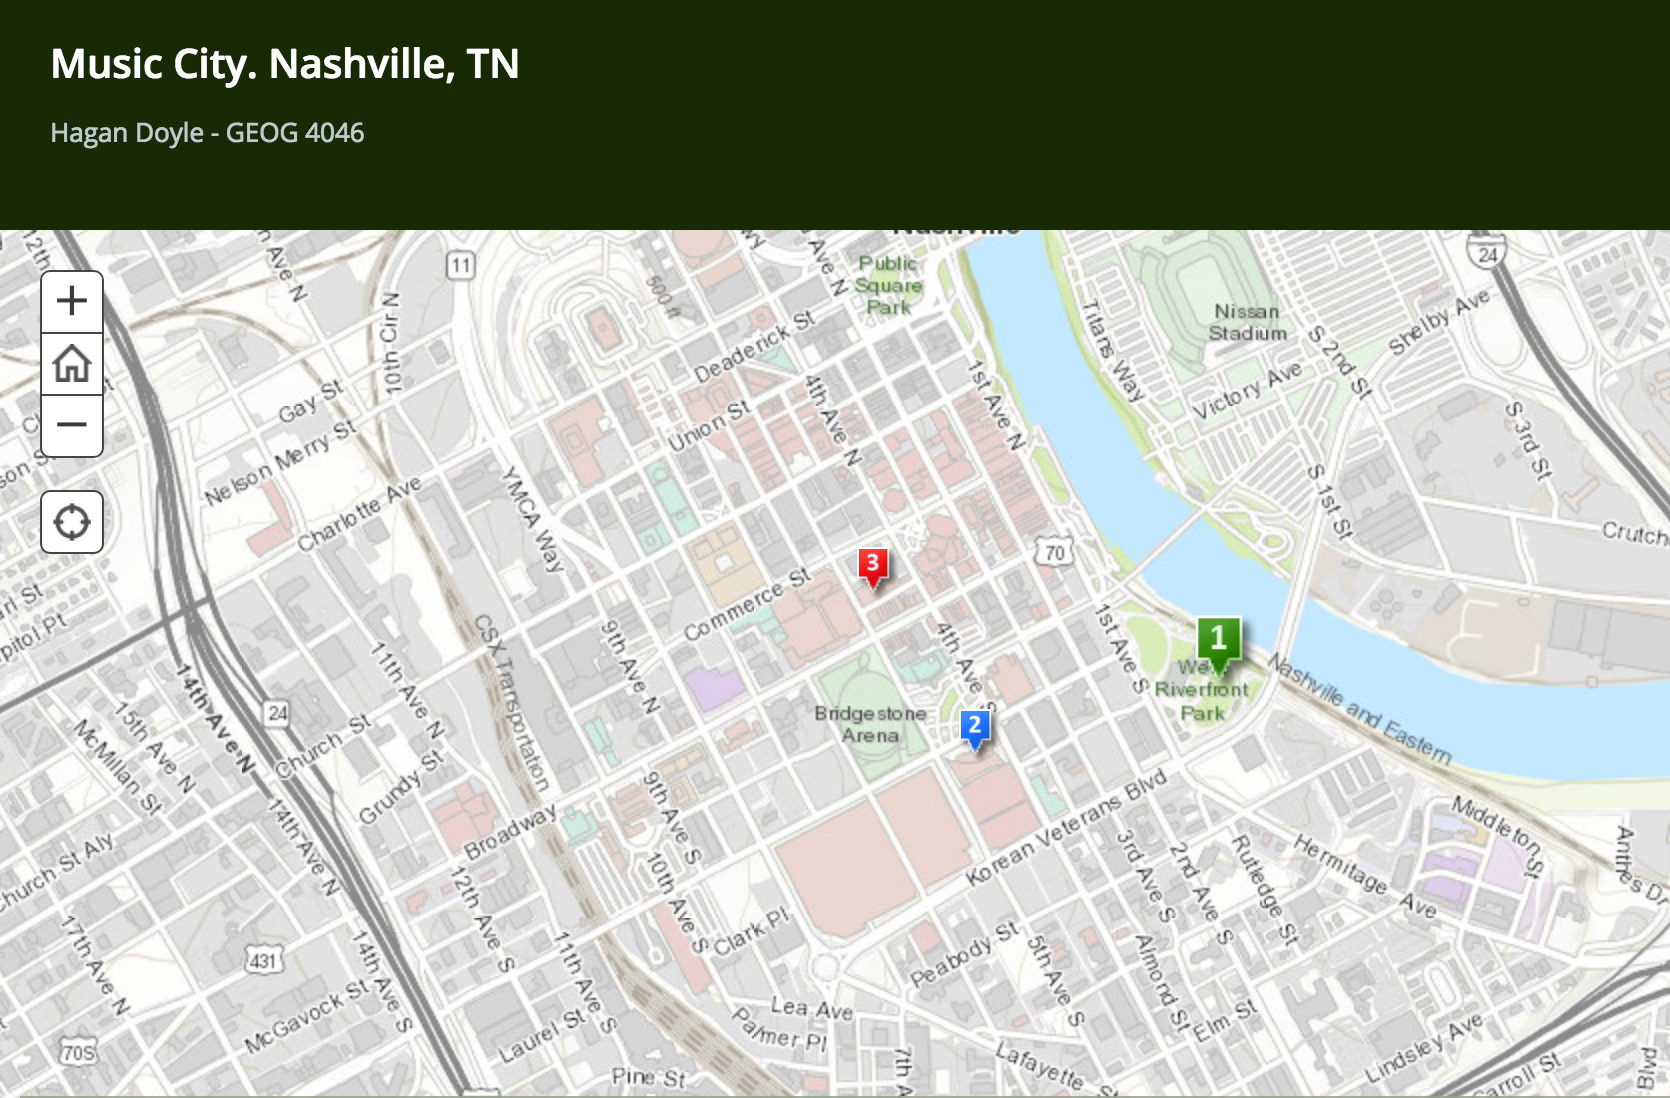 Music City. Nashville, TN
Hagan Doyle - GEOG 4046
Nashville
12th
Ave N
Ave N
11
10th Cir N
600 ft
Public
Square
Park
Nissan
Stadium
24
Shelby Ave
Titans Way
S 2nd St
Victory Ave
Deaderick St
1st Ave N
4th Ave N
Union St
Gay St
Nelson Merry St
Charlotte Ave
YMCA Way
S 3rd St
S 1st St
Crutch
70
3
Commerce St
1
West
Riverfront
Park
1st Ave S
4th Ave S
CSX Transportation
9th Ave N
11th Ave N
14th Ave N
24
Church St
15th Ave N
McMillan St
Grundy St
Bridgestone
Arena
2
Nashville and Eastern
Korean Veterans Blvd
Broadway
9th Ave S
10th Ave S
12th Ave S
14th Ave N
Church St Aly
Middleton St
Hermitage Ave
Rutledge St
2nd Ave S
3rd Ave S
Almond St
Anthes Dr
Clark Pl
Peabody St
5th Ave S
11th Ave S
14th Ave S
17th Ave N
431
McGavock St
70S
Laurel St
Lea Ave
Palmer Pl
Pine St
7th A
Lafayette St
Elm St
Lindsley Ave
arroll St
Blvd